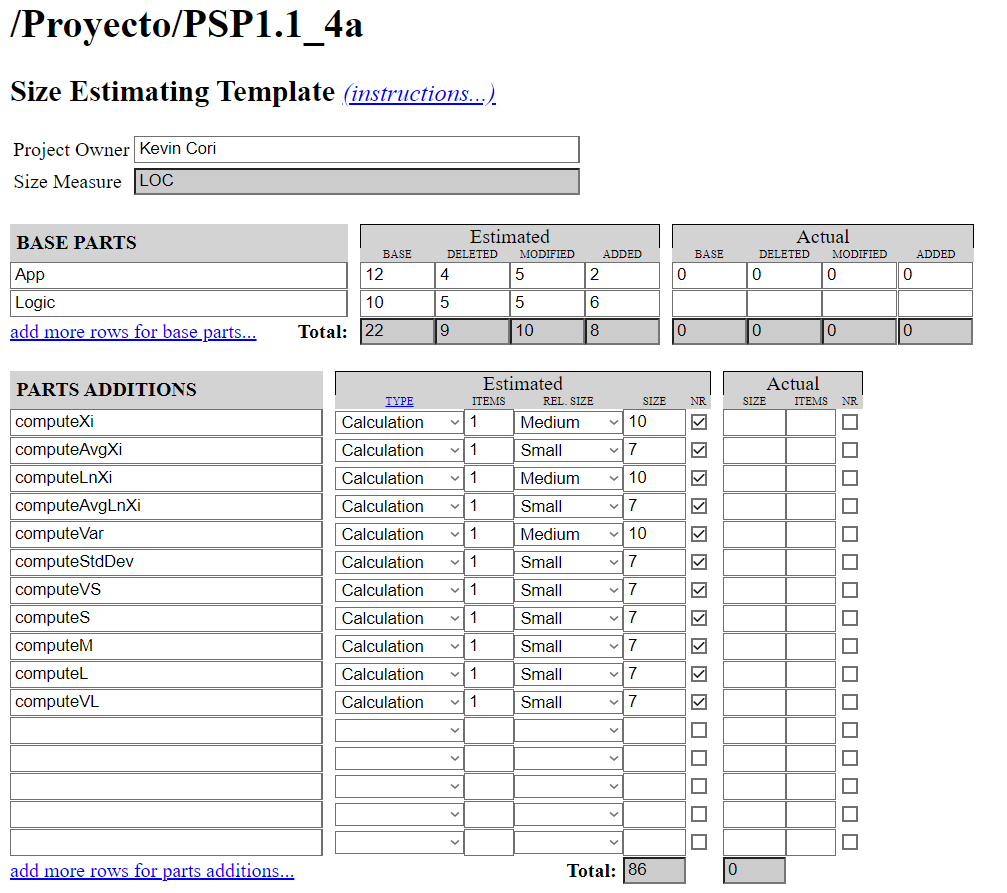 /Proyecto/PSP1.1_4a
Size Estimating Template (instructions...)
Project Owner Kevin Cori
Size Measure LOC
BASE PARTS Estimated Actual
BASE DELETED MODIFIED ADDED BASE DELETED MODIFIED ADDED
App 12 4 5 2 0 0 0 0
Logic 10 5 5 6
add more rows for base parts... Total: 22 9 10 8 0 0 0 0
PARTS ADDITIONS Estimated Actual
TYPE ITEMS REL. SIZE SIZE NR SIZE ITEMS NR
computeXi Calculation 1 Medium 10
computeAvgXi Calculation 1 Small 7
computeLnXi Calculation 1 Medium 10
computeAvgLnXi Calculation 1 Small 7
computeVar Calculation 1 Medium 10
computeStdDev Calculation 1 Small 7
computeVS Calculation 1 Small 7
computeS Calculation 1 Small 7
computeM Calculation 1 Small 7
computeL Calculation 1 Small 7
computeVL Calculation 1 Small 7
add more rows for parts additions... Total: 86 0